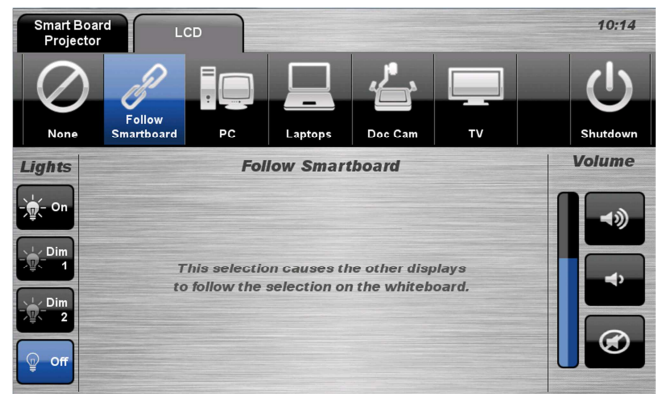 Smart Board
Projector
LCD
10:14
None
Follow
Smartboard
PC
Laptops
Doc Cam
TV
Shutdown
Lights
Follow Smartboard
Volume
On
Dim
1
This selection causes the other displays
to follow the selection on the whiteboard.
Dim
2
Off